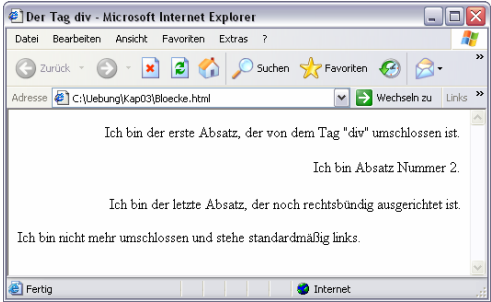 Der Tag div - Microsoft Internet Explorer
Datei Bearbeiten Ansicht Favoriten Extras ?
Zurück Suchen Favoriten
Adresse C:\Uebung\Kap03\Bloecke.html Wechseln zu Links
Ich bin der erste Absatz, der von dem Tag "div" umschlossen ist.
Ich bin Absatz Nummer 2.
Ich bin der letzte Absatz, der noch rechtsbündig ausgerichtet ist.
Ich bin nicht mehr umschlossen und stehe standardmäßig links.
Fertig Internet